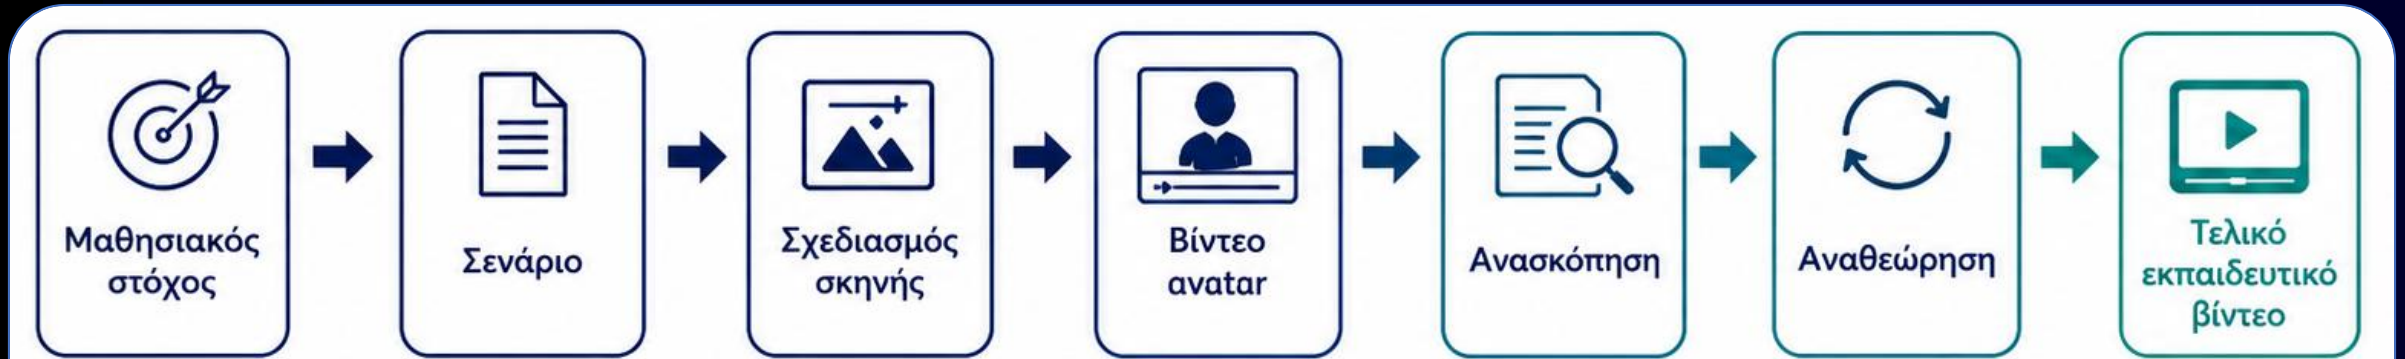 Μαθησιακός
στόχος
Σενάριο
Σχεδιασμός
σκηνής
Βίντεο
avatar
Ανασκόπηση
Αναθεώρηση
Τελικό
εκπαιδευτικό
βίντεο